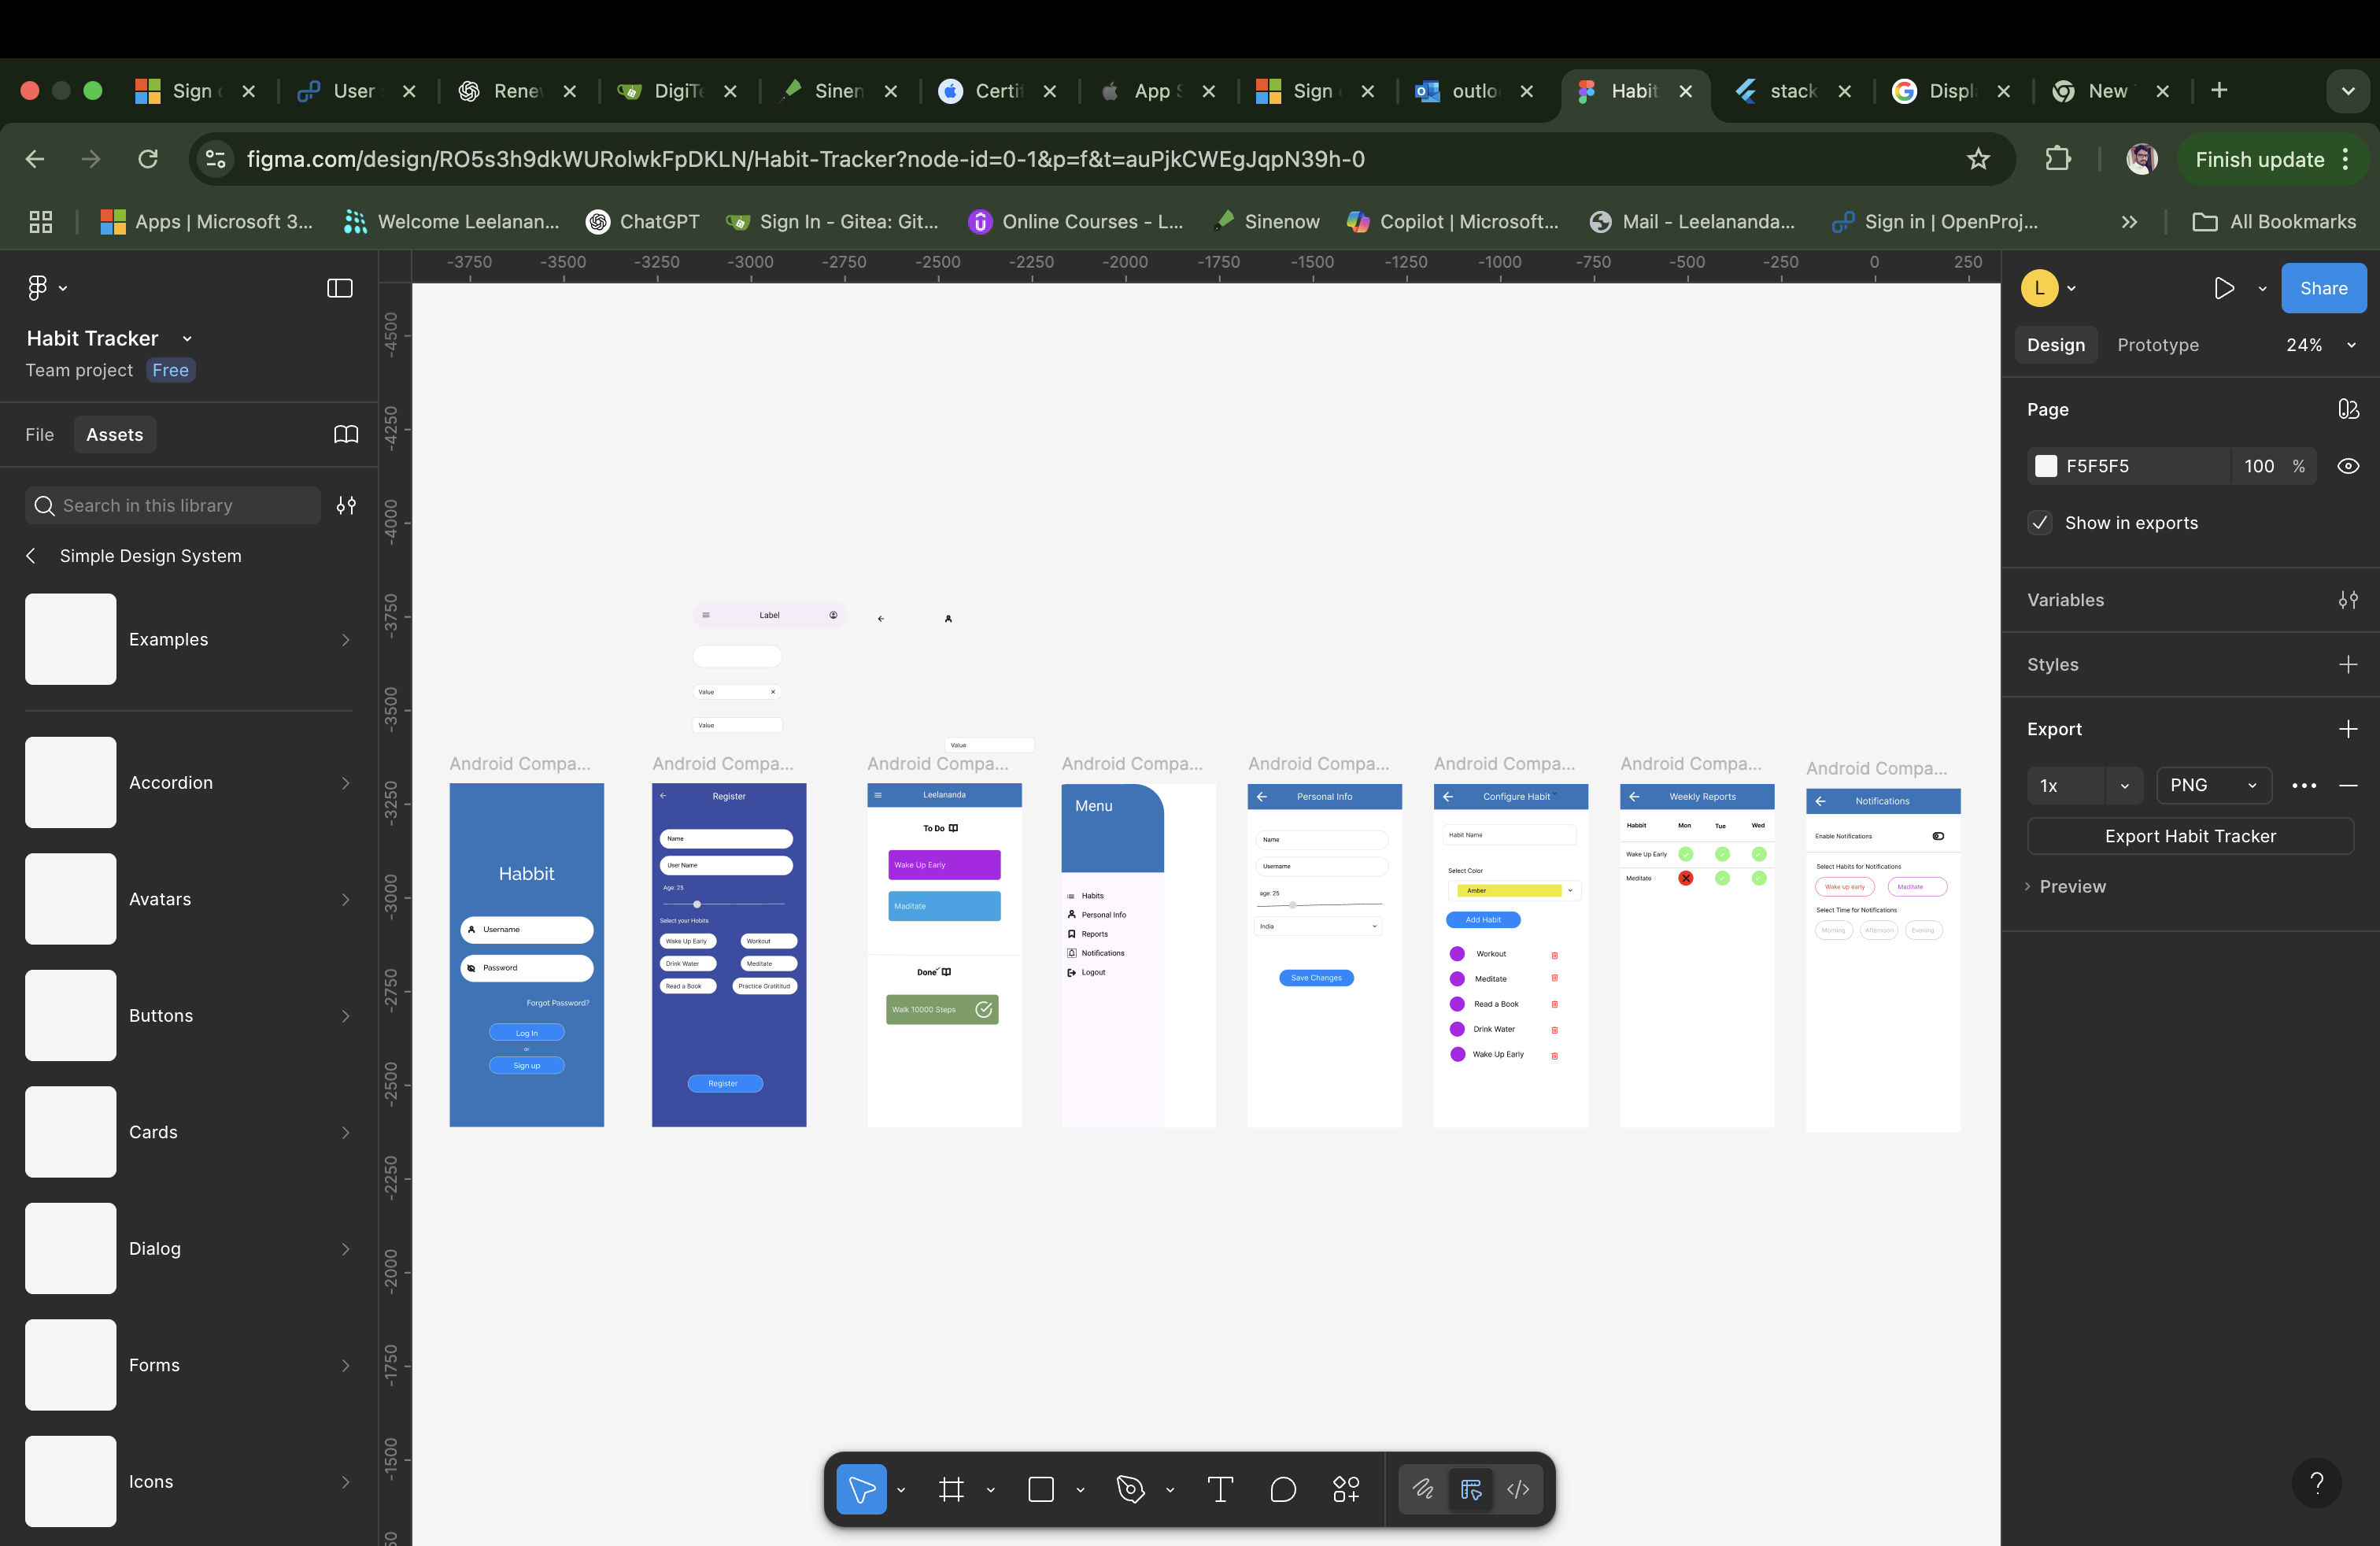 Sign
User
Rene
DigiTe
Siner
Certif
App S
Sign
outlo
Habit
stack
Displ
New
figma.com/design/RO5s3h9dkWURolwkFpDKLN/Habit-Tracker?node-id=0-1&p=f&t=auPjkCWEgJqpN39h-0
Finish update
Apps | Microsoft 3...
Welcome Leelanan...
ChatGPT
Sign In - Gitea: Git...
Online Courses - L...
Sinenow
Copilot | Microsoft...
Mail - Leelananda...
Sign in | OpenProj...
All Bookmarks
-3750 -3500 -3250 -3000 -2750 -2500 -2250 -2000 -1750 -1500 -1250 -1000 -750 -500 -250 0 250
Habit Tracker
Team project Free
File Assets
Search in this library
Simple Design System
Examples
Accordion
Avatars
Buttons
Cards
Dialog
Forms
Icons
-4500
-4250
-4000
-3750
-3500
-3250
-3000
-2750
-2500
-2250
-2000
-1750
-1500
Label
Value
Value
Value
Android Compa...
Habbit
Username
Password
Forgot Password?
Log In
or
Sign up
Android Compa...
Register
Name
User Name
Age: 25
Select your Hobits
Wake Up Early Workout
Drink Water Meditate
Read a Book Practice Gratititud
Register
Android Compa...
Leelananda
To Do
Wake Up Early
Maditate
Done
Walk 10000 Steps
Android Compa...
Menu
Habits
Personal Info
Reports
Notifications
Logout
Android Compa...
Personal Info
Name
Username
age: 25
India
Save Changes
Android Compa...
Configure Habit
Habit Name
Select Color
Amber
Add Habit
Workout
Meditate
Read a Book
Drink Water
Wake Up Early
Android Compa...
Weekly Reports
Habbit Mon Tue Wed
Wake Up Early
Meditate
Android Compa...
Notifications
Enable Notifications
Select Habits for Notifications
Wake up early Maditate
Select Time for Notifications
Morning Afternoon Evening
L
Share
Design Prototype 24%
Page
F5F5F5 100 %
Show in exports
Variables
Styles
Export
1x PNG
Export Habit Tracker
Preview
?